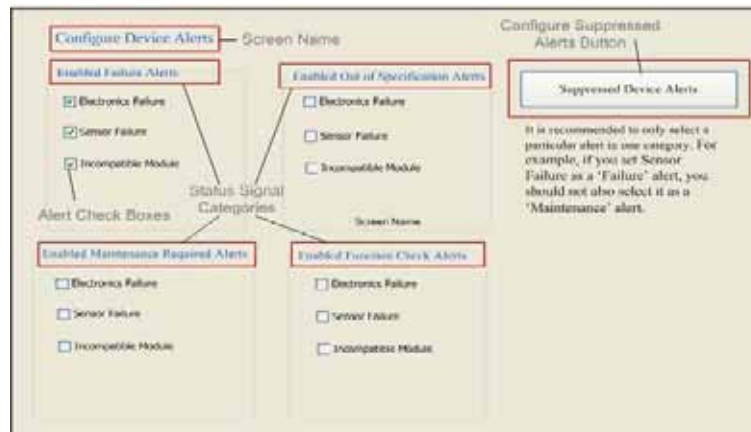 Configure Device Alerts
Screen Name
Configure Suppressed
Alerts Dutton
Enabled Failure Alerts
Electronics Failure
Sensor Failure
Incompatible Module
Alert Check Boxes
Status Signal
Categories
Enabled Out of Specification Alerts
Electronics Failure
Sensor Failure
Incompatible Module
Screen Name
Suppressed Device Alerts
It is recommended to only select a
particular alert in one category. For
example, if you set Sensor
Failure as a ‘Failure’ alert, you
should not also select it as a
‘Maintenance’ alert.
Enabled Maintenance Required Alerts
Electronics Failure
Sensor Failure
Incompatible Module
Enabled Function Check Alerts
Electronics Failure
Sensor Failure
Incompatible Module